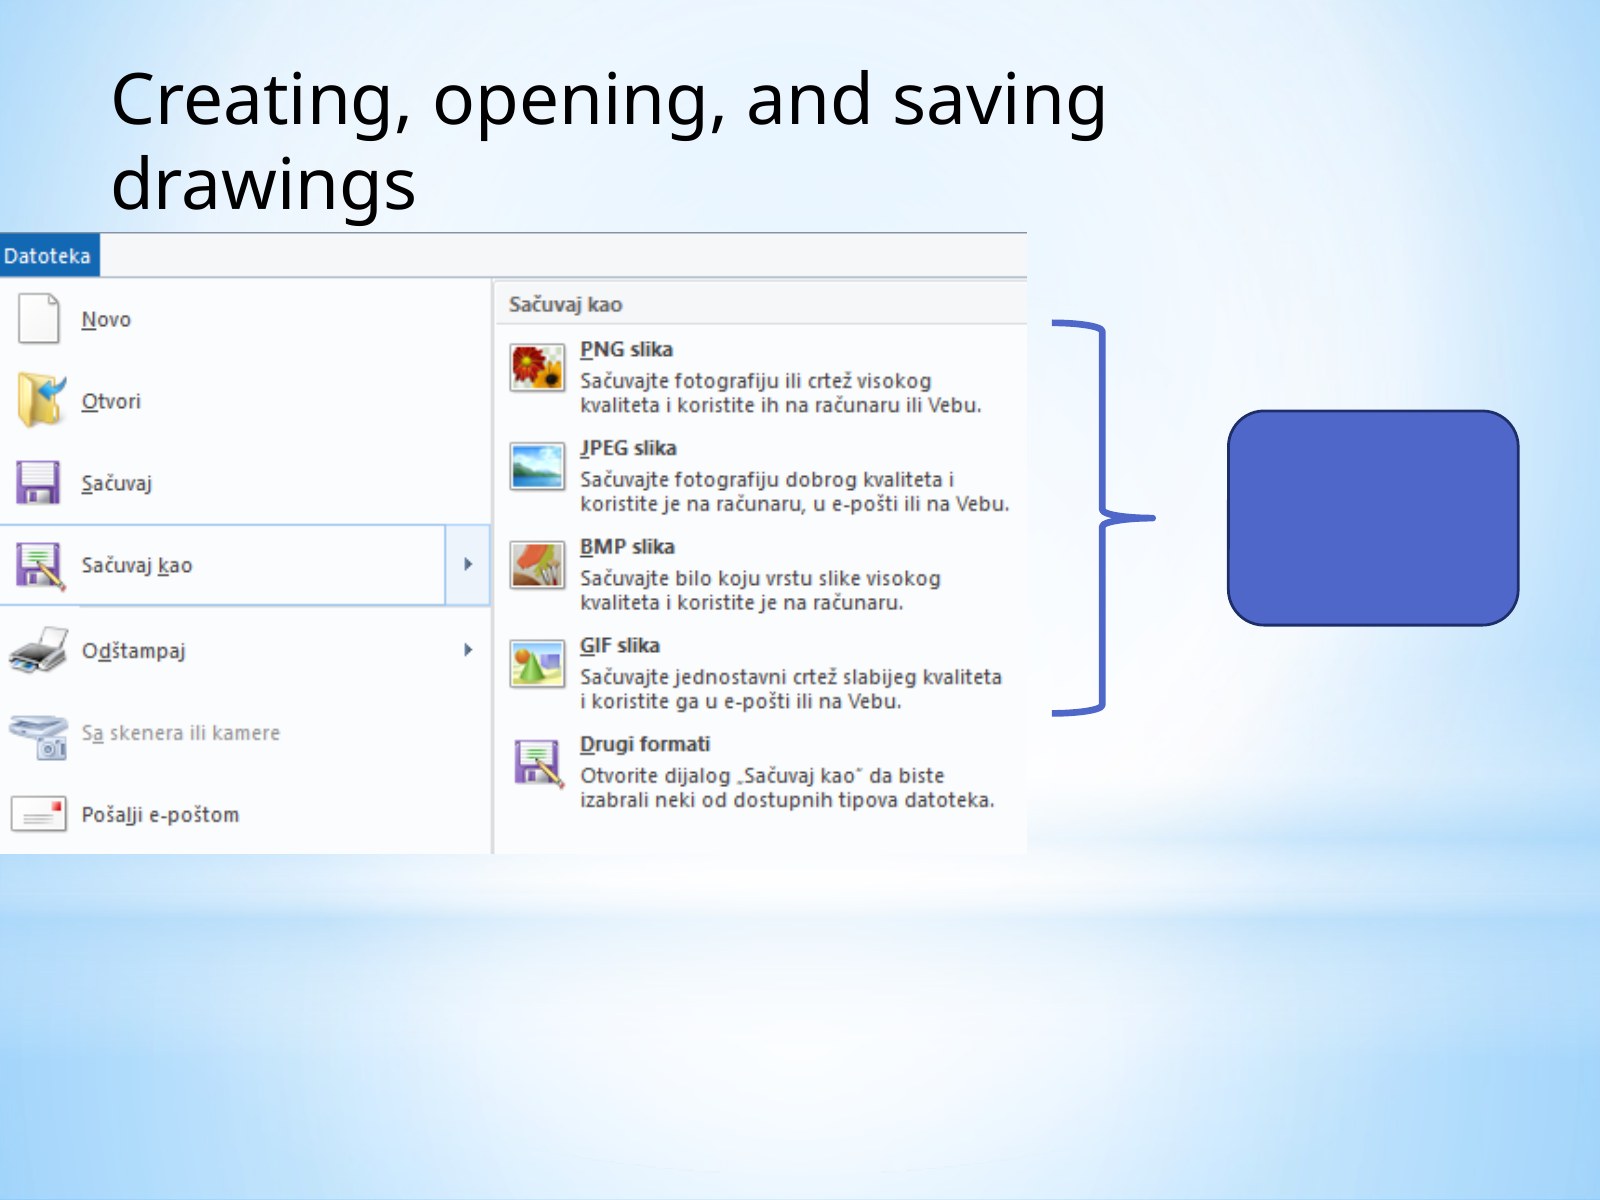 Creating, opening, and saving
drawings
Datoteka
Novo
Otvori
Sačuvaj
Sačuvaj kao
Odštampaj
Sa skenera ili kamere
Pošalji e-poštom
Sačuvaj kao
PNG slika
Sačuvajte fotografiju ili crtež visokog
kvaliteta i koristite ih na računaru ili Vebu.
JPEG slika
Sačuvajte fotografiju dobrog kvaliteta i
koristite je na računaru, u e-pošti ili na Vebu.
BMP slika
Sačuvajte bilo koju vrstu slike visokog
kvaliteta i koristite je na računaru.
GIF slika
Sačuvajte jednostavni crtež slabijeg kvaliteta
i koristite ga u e-pošti ili na Vebu.
Drugi formati
Otvorite dijalog „Sačuvaj kao“ da biste
izabrali neki od dostupnih tipova datoteka.